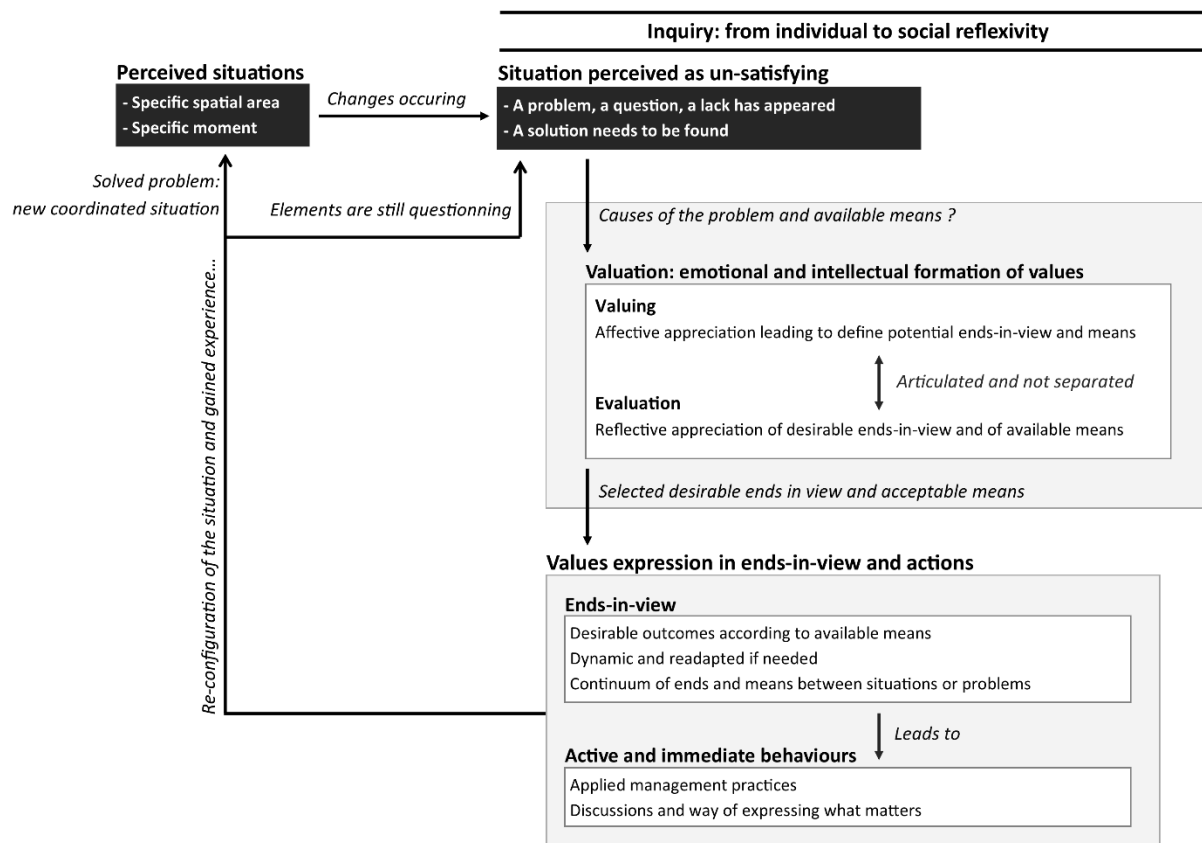 Inquiry: from individual to social reflexivity
Perceived situations
- Specific spatial area
- Specific moment
Changes occuring
Situation perceived as un-satisfying
- A problem, a question, a lack has appeared
- A solution needs to be found
Solved problem:
new coordinated situation
Elements are still questionning
Causes of the problem and available means ?
Valuation: emotional and intellectual formation of values
Valuing
Affective appreciation leading to define potential ends-in-view and means
Articulated and not separated
Evaluation
Reflective appreciation of desirable ends-in-view and of available means
Selected desirable ends in view and acceptable means
Re-configuration of the situation and gained experience...
Values expression in ends-in-view and actions
Ends-in-view
Desirable outcomes according to available means
Dynamic and readapted if needed
Continuum of ends and means between situations or problems
Leads to
Active and immediate behaviours
Applied management practices
Discussions and way of expressing what matters